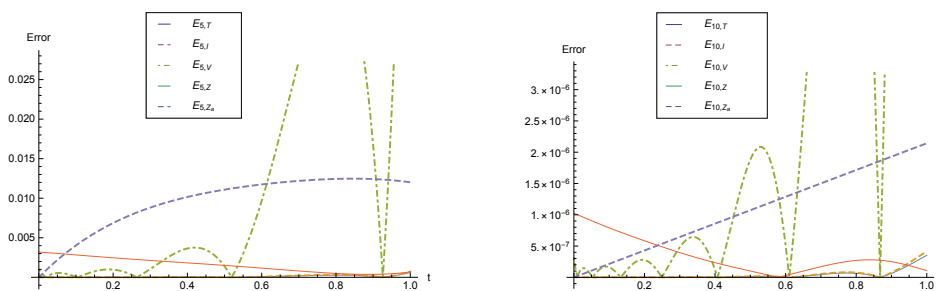 E5,T
E5,I
E5,V
E5,Z
E5,Za
Error
0.025
0.020
0.015
0.010
0.005
0.2 0.4 0.6 0.8 1.0 t
E10,T
E10,I
E10,V
E10,Z
E10,Za
Error
3. × 10-6
2.5 × 10-6
2. × 10-6
1.5 × 10-6
1. × 10-6
5. × 10-7
0.2 0.4 0.6 0.8 1.0 t